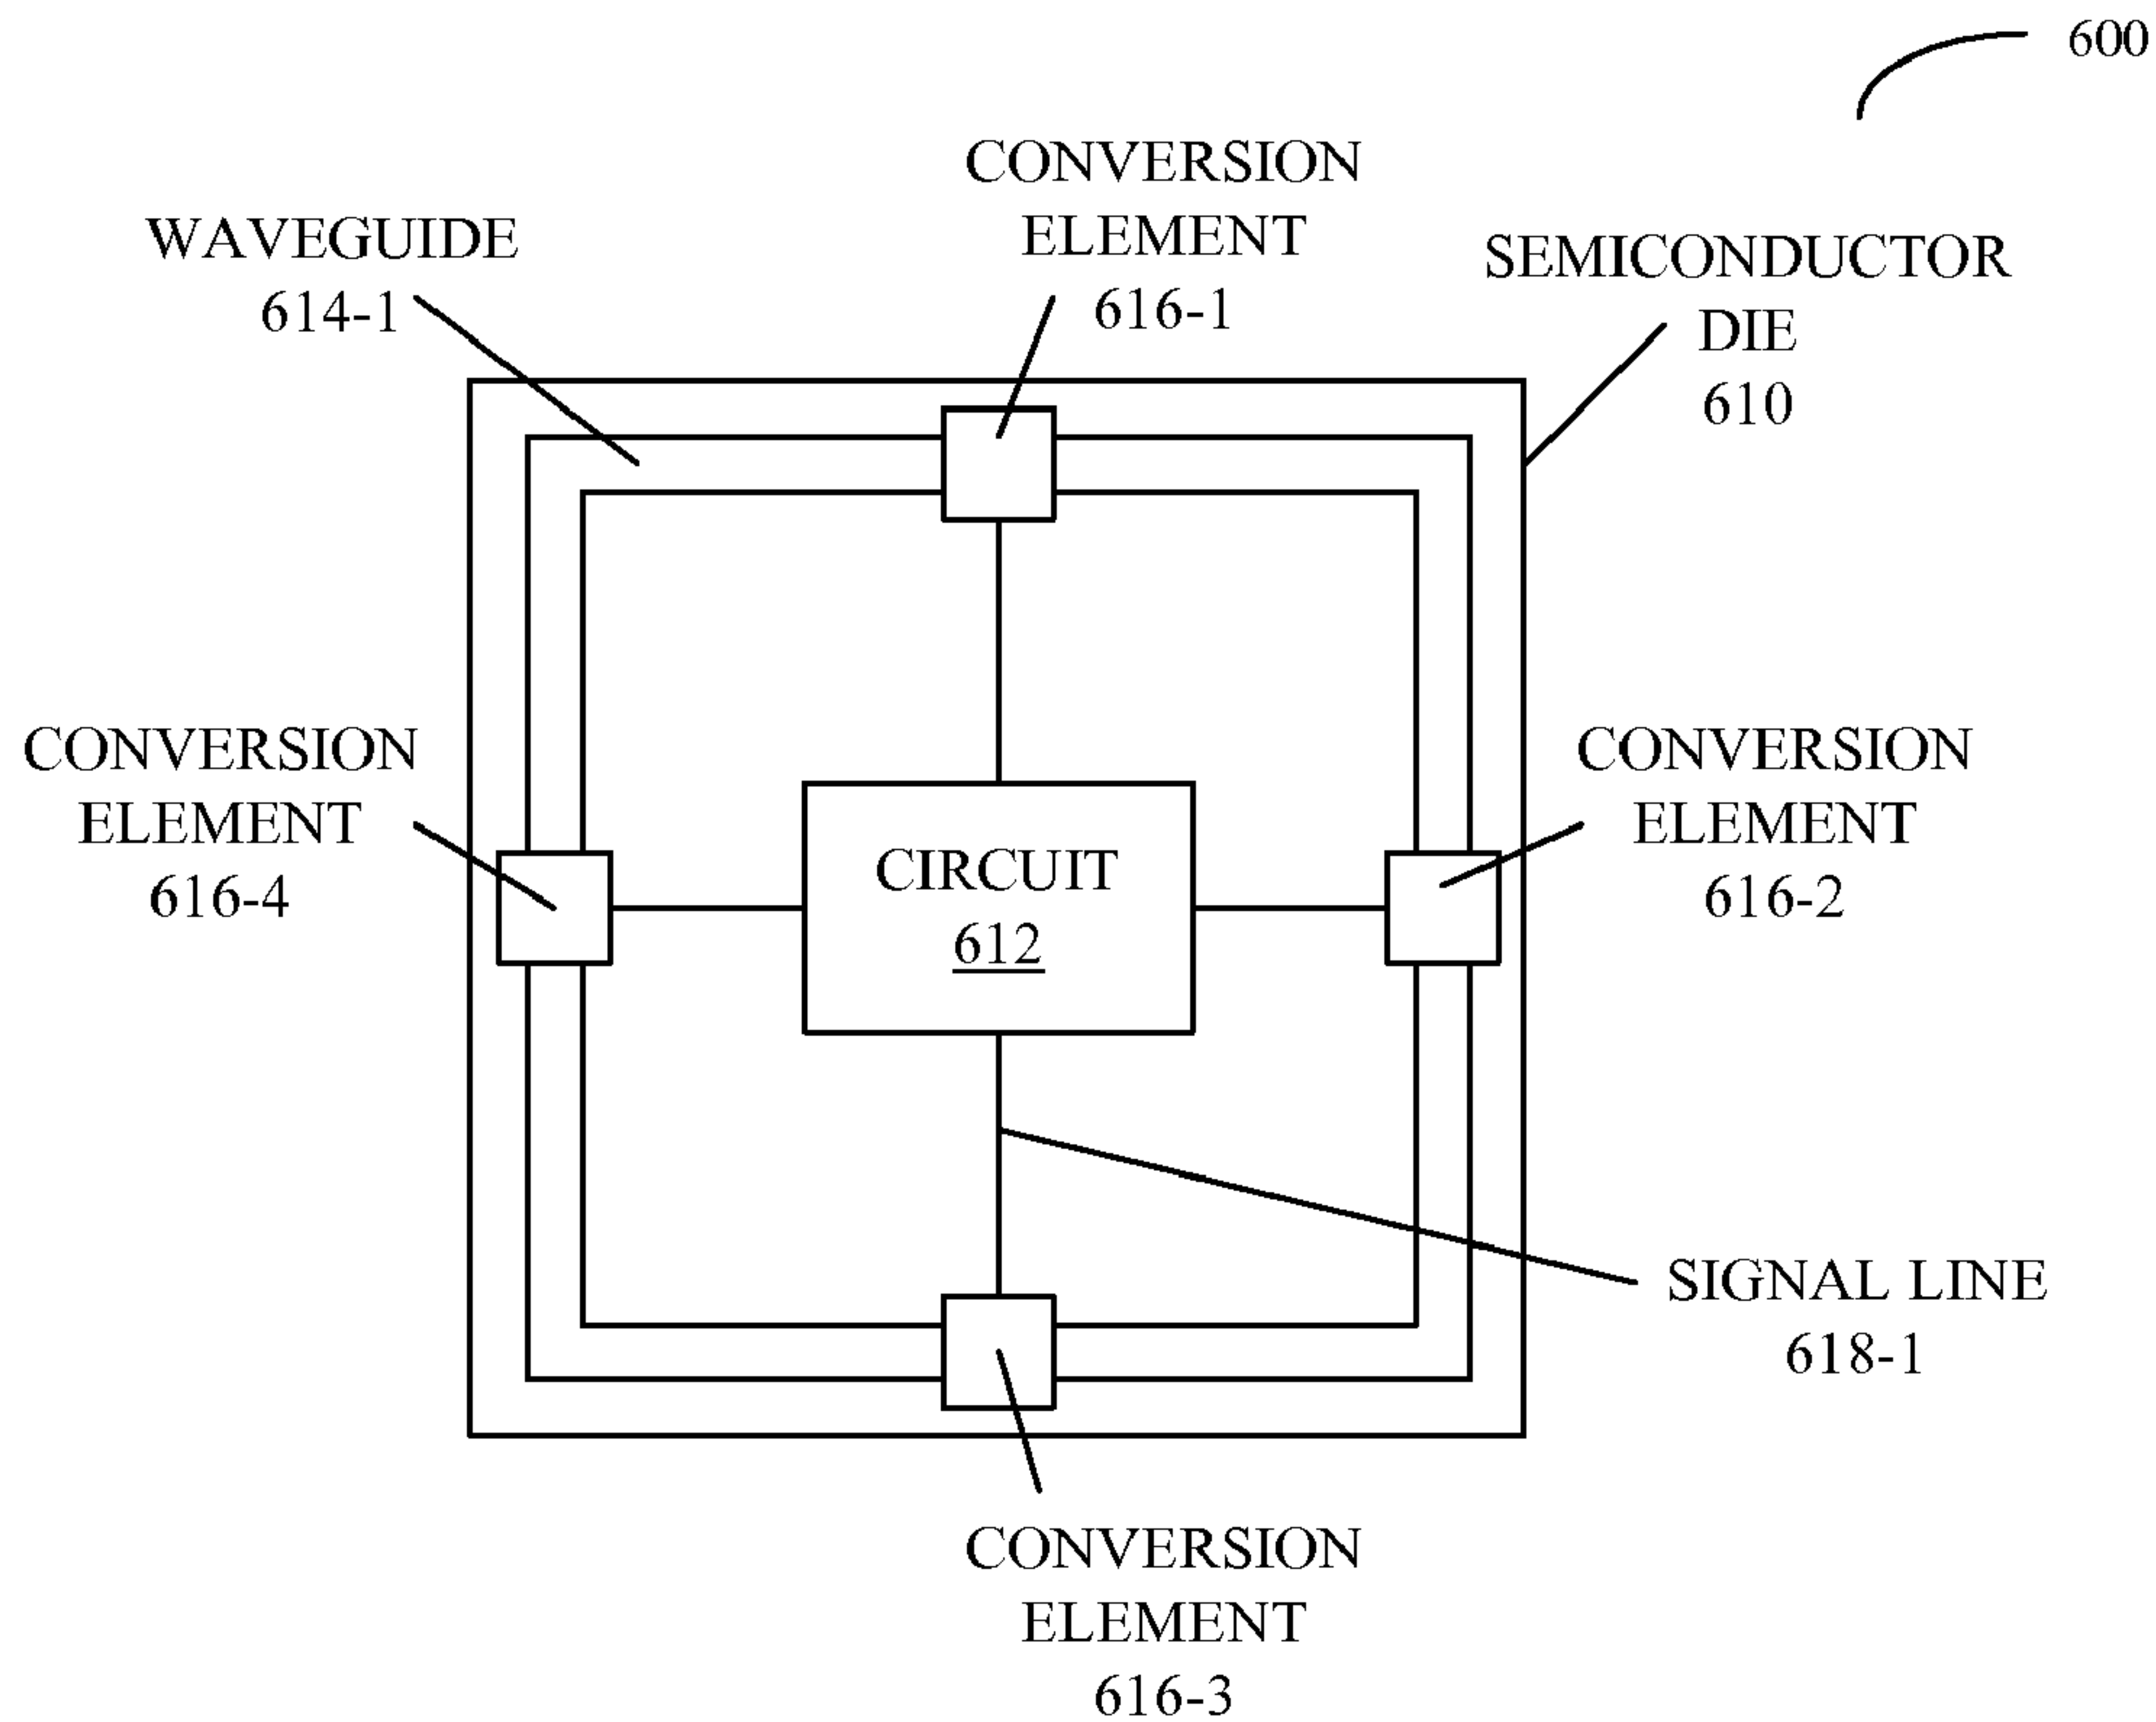 600
CONVERSION
ELEMENT
616-1
WAVEGUIDE
614-1
SEMICONDUCTOR
DIE
610
CONVERSION
ELEMENT
616-4
CIRCUIT
612
CONVERSION
ELEMENT
616-2
SIGNAL LINE
618-1
CONVERSION
ELEMENT
616-3